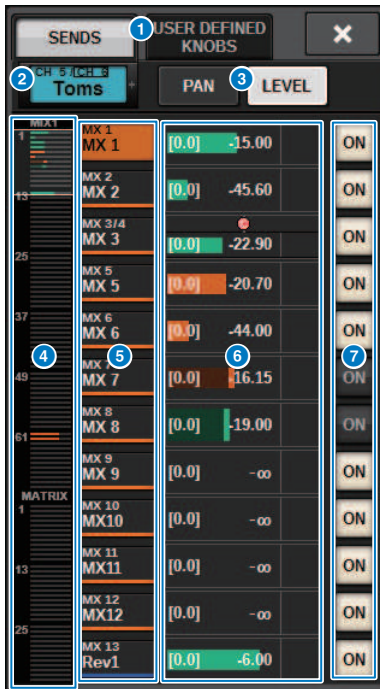 SENDS
1
USER DEFINED
KNOBS
×
2
CH 5 / CH 6
Toms
+
PAN
3
LEVEL
MIX1
1
13
25
37
4
49
61
MATRIX
1
13
25
5
6
7
MX 1
MX 1
[0.0] -15.00
ON
MX 2
MX 2
[0.0] -45.60
ON
MX 3/4
MX 3
[0.0] -22.90
ON
MX 5
MX 5
[0.0] -20.70
ON
MX 6
MX 6
[0.0] -44.00
ON
MX 7
MX 7
[0.0] -16.15
ON
MX 8
MX 8
[0.0] -19.00
ON
MX 9
MX 9
[0.0] -∞
ON
MX 10
MX10
[0.0] -∞
ON
MX 11
MX11
[0.0] -∞
ON
MX 12
MX12
[0.0] -∞
ON
MX 13
Rev1
[0.0] -6.00
ON